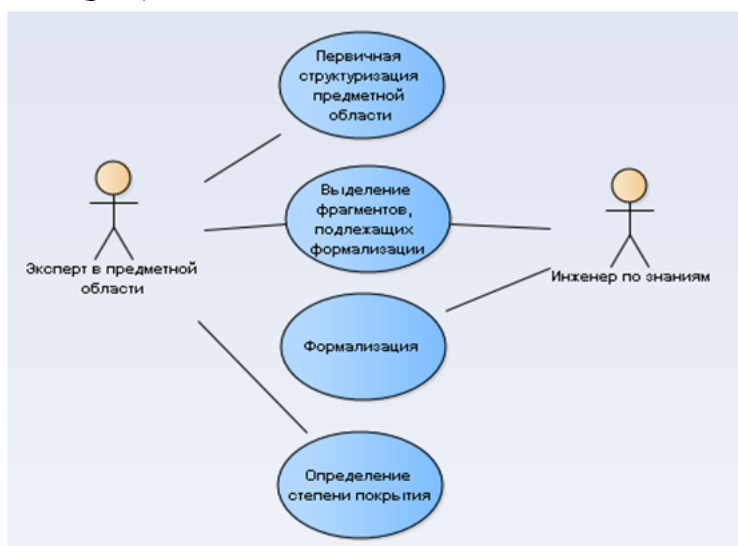 Первичная
структуризация
предметной
области
Выделение
фрагментов,
подлежащих
формализации
Эксперт в предметной
области
Инженер по знаниям
Формализация
Определение
степени покрытия